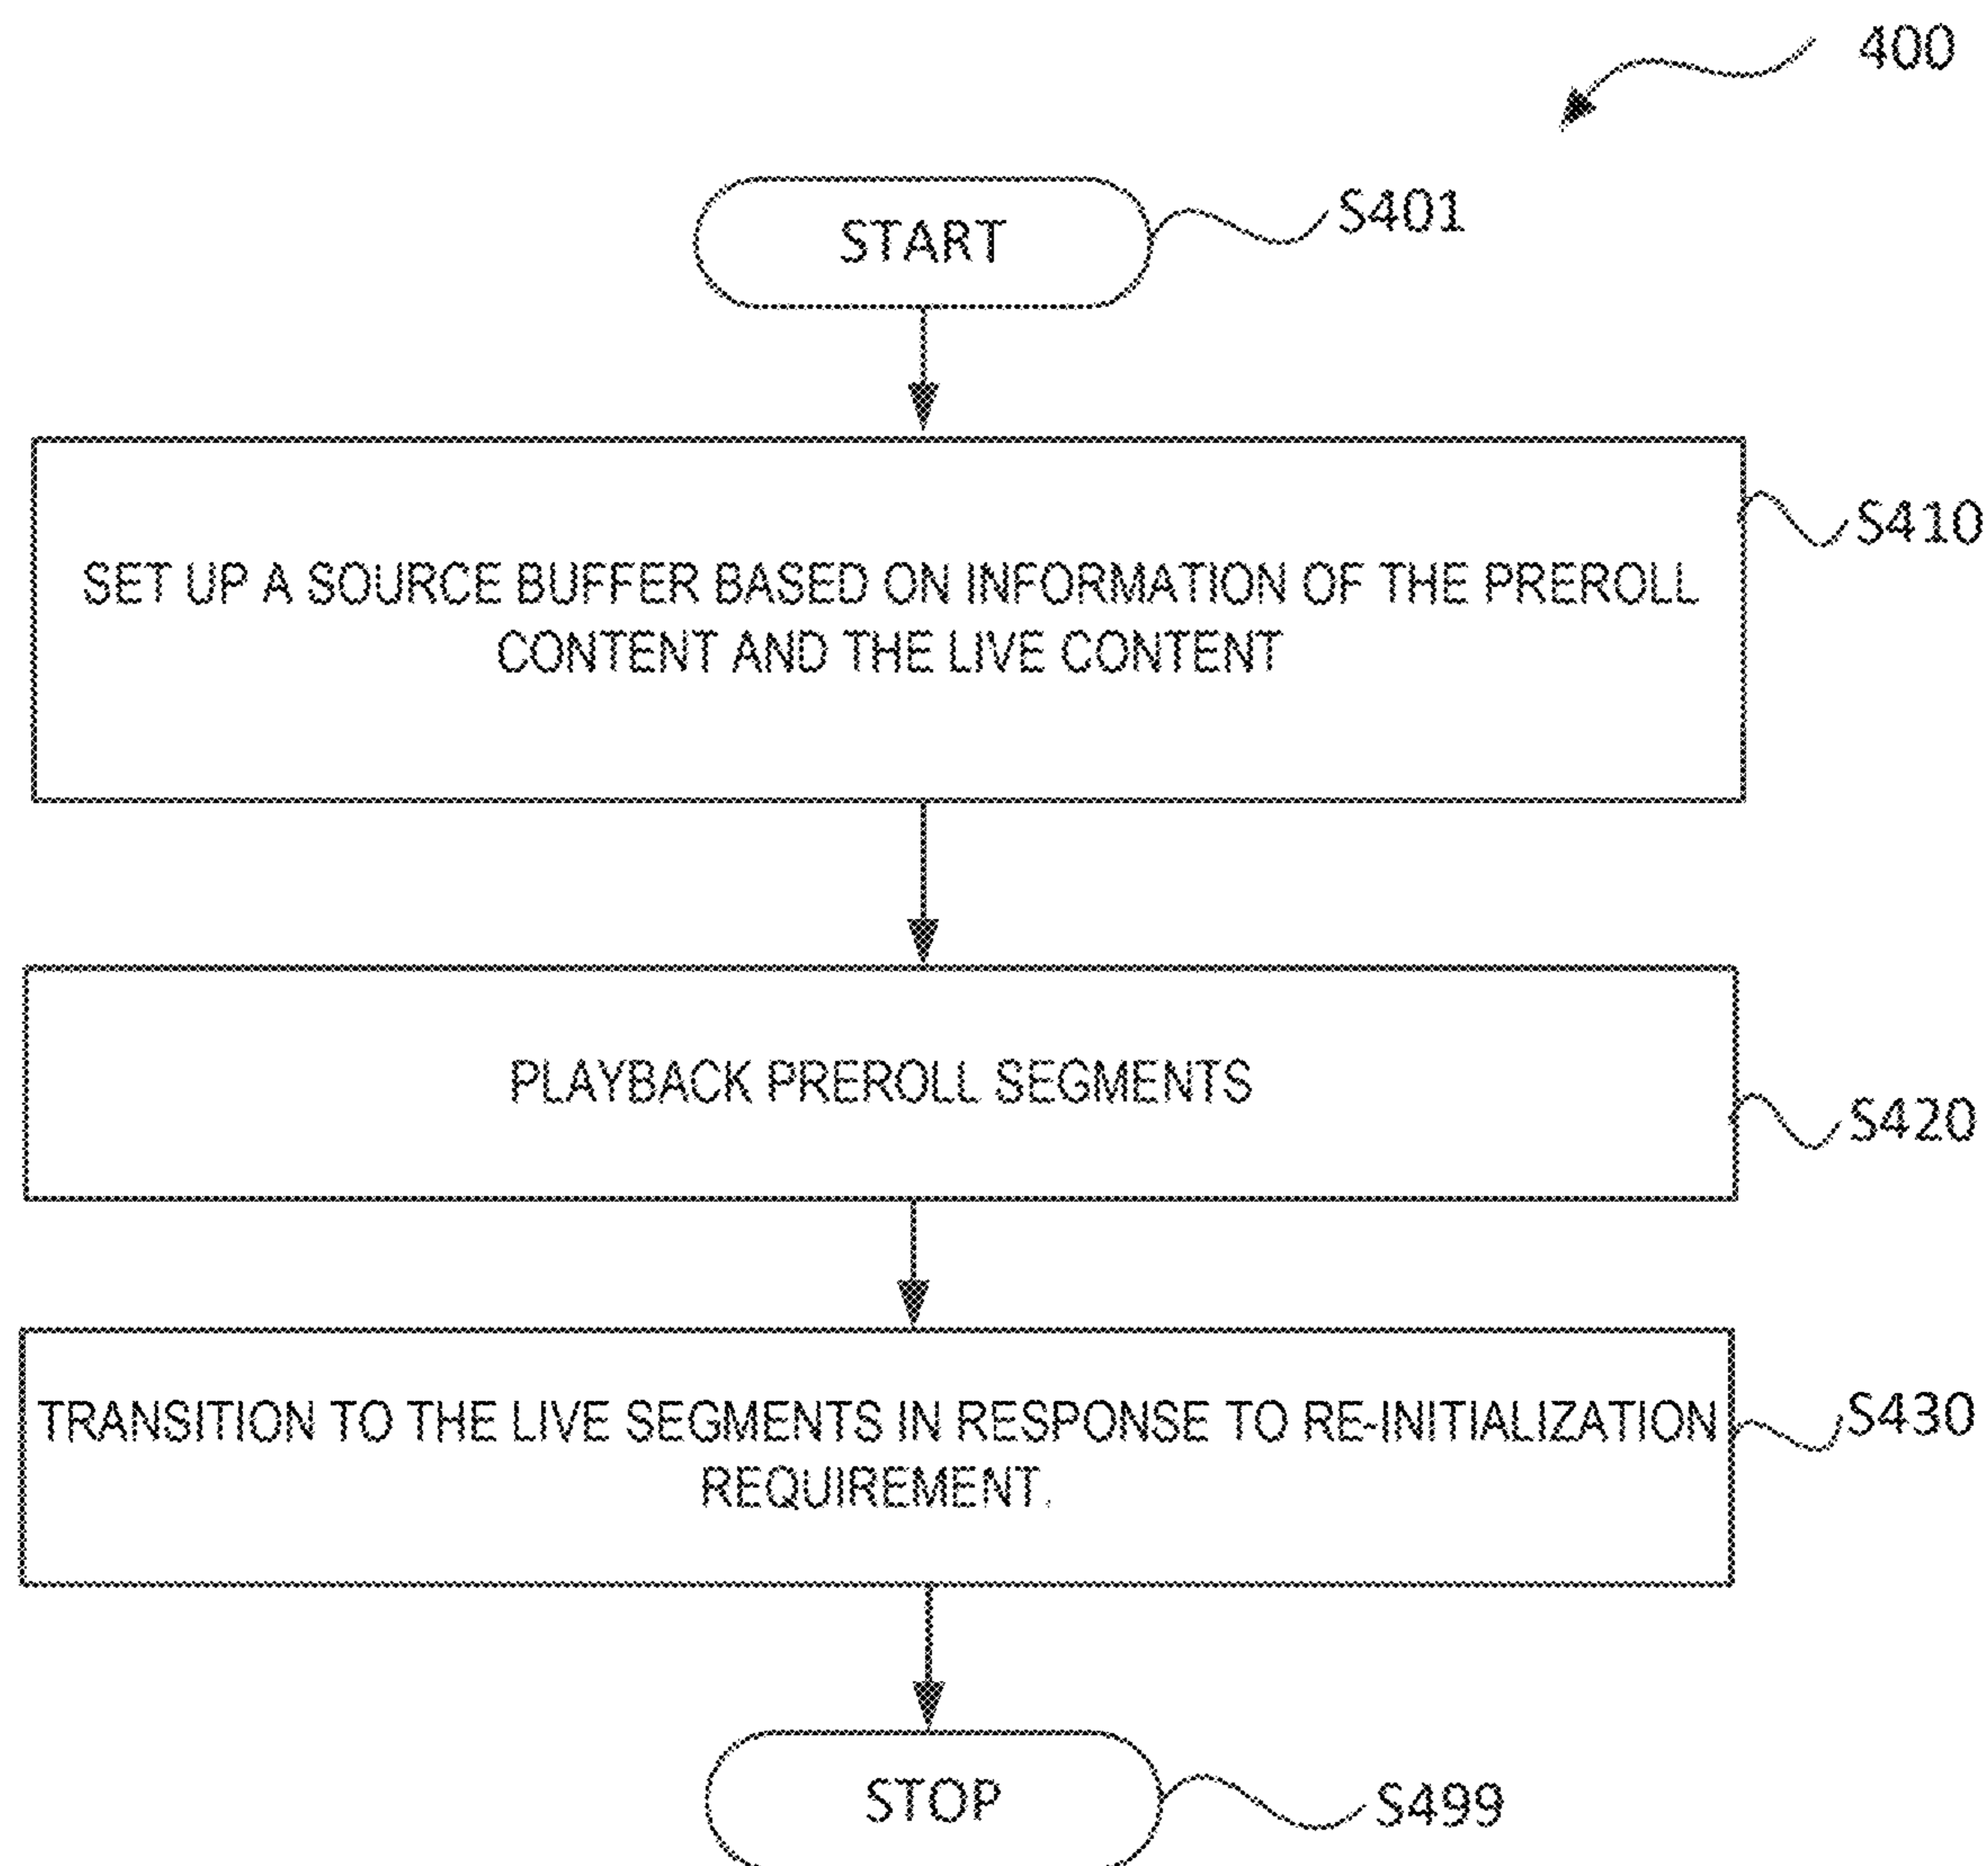 400
START
S401
SET UP A SOURCE BUFFER BASED ON INFORMATION OF THE PREROLL
CONTENT AND THE LIVE CONTENT
S410
PLAYBACK PREROLL SEGMENTS
S420
TRANSITION TO THE LIVE SEGMENTS IN RESPONSE TO RE-INITIALIZATION
REQUIREMENT.
S430
STOP
S499